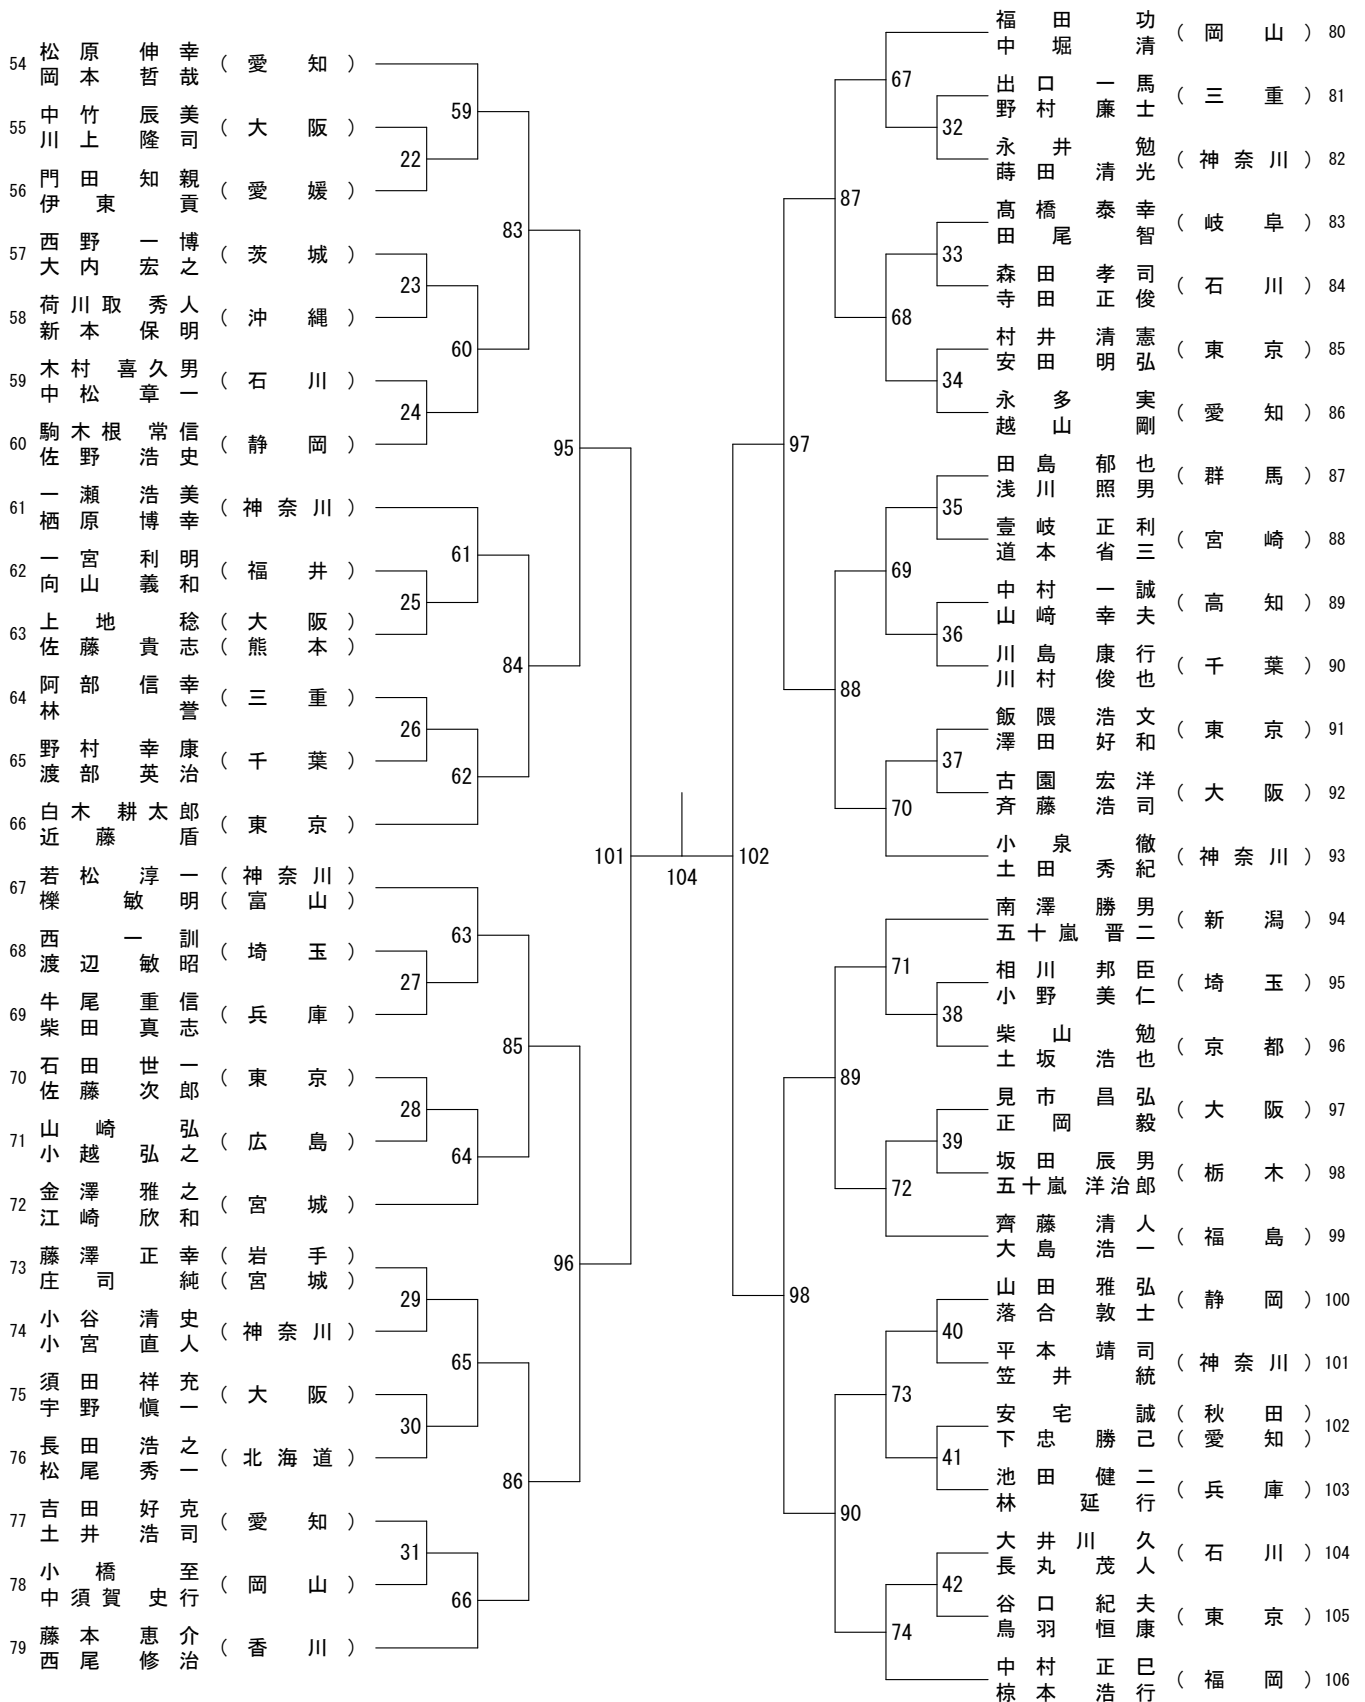 54 松原 伸幸 (愛知)
岡本 哲哉
55 中竹 辰美 (大阪)
川上 隆司
56 門田 知親 (愛媛)
伊東 貢
57 西野 一博 (茨城)
大内 宏之
58 荷川取 秀人 (沖縄)
新本 保明
59 木村 喜久男 (石川)
中松 章一
60 駒木根 常信 (静岡)
佐野 浩史
61 一瀬 浩美 (神奈川)
栖原 博幸
62 一宮 利明 (福井)
向山 義和
63 上地 稔 (大阪)
佐藤 貴志 (熊本)
64 阿部 信幸 (三重)
林 誉
65 野村 幸康 (千葉)
渡部 英治
66 白木 耕太郎 (東京)
近藤 盾
67 若松 淳一 (神奈川)
櫟 敏明 (富山)
68 西 一訓 (埼玉)
渡辺 敏昭
69 牛尾 重信 (兵庫)
柴田 真志
70 石田 世一 (東京)
佐藤 次郎
71 山崎 弘 (広島)
小越 弘之
72 金澤 雅之 (宮城)
江崎 欣和
73 藤澤 正幸 (岩手)
庄司 純 (宮城)
74 小谷 清史 (神奈川)
小宮 直人
75 須田 祥充 (大阪)
宇野 愼一
76 長田 浩之 (北海道)
松尾 秀一
77 吉田 好克 (愛知)
土井 浩司
78 小橋 至 (岡山)
中須賀 史行
79 藤本 恵介 (香川)
西尾 修治
59
22
83
23
60
24
95
61
25
84
26
62
101
63
27
85
28
64
96
29
65
30
86
31
66
104
102
67
32
87
33
68
34
97
35
69
36
88
37
70
71
38
89
39
72
98
40
73
41
90
42
74
福田 功 (岡山) 80
中堀 清
出口 一馬 (三重) 81
野村 廉士
永井 勉 (神奈川) 82
蒔田 清光
髙橋 泰幸 (岐阜) 83
田尾 智
森田 孝司 (石川) 84
寺田 正俊
村井 清憲 (東京) 85
安田 明弘
永多 実 (愛知) 86
越山 剛
田島 郁也 (群馬) 87
浅川 照男
壹岐 正利 (宮崎) 88
道本 省三
中村 一誠 (高知) 89
山﨑 幸夫
川島 康行 (千葉) 90
川村 俊也
飯隈 浩文 (東京) 91
澤田 好和
古園 宏洋 (大阪) 92
斉藤 浩司
小泉 徹 (神奈川) 93
土田 秀紀
南澤 勝男 (新潟) 94
五十嵐 晋二
相川 邦臣 (埼玉) 95
小野 美仁
柴山 勉 (京都) 96
土坂 浩也
見市 昌弘 (大阪) 97
正岡 毅
坂田 辰男 (栃木) 98
五十嵐 洋治郎
齊藤 清人 (福島) 99
大島 浩一
山田 雅弘 (静岡) 100
落合 敦士
平本 靖司 (神奈川) 101
笠井 統
安宅 誠 (秋田) 102
下忠 勝己 (愛知)
池田 健二 (兵庫) 103
林 延行
大井川 久 (石川) 104
長丸 茂人
谷口 紀夫 (東京) 105
鳥羽 恒康
中村 正巳 (福岡) 106
椋本 浩行